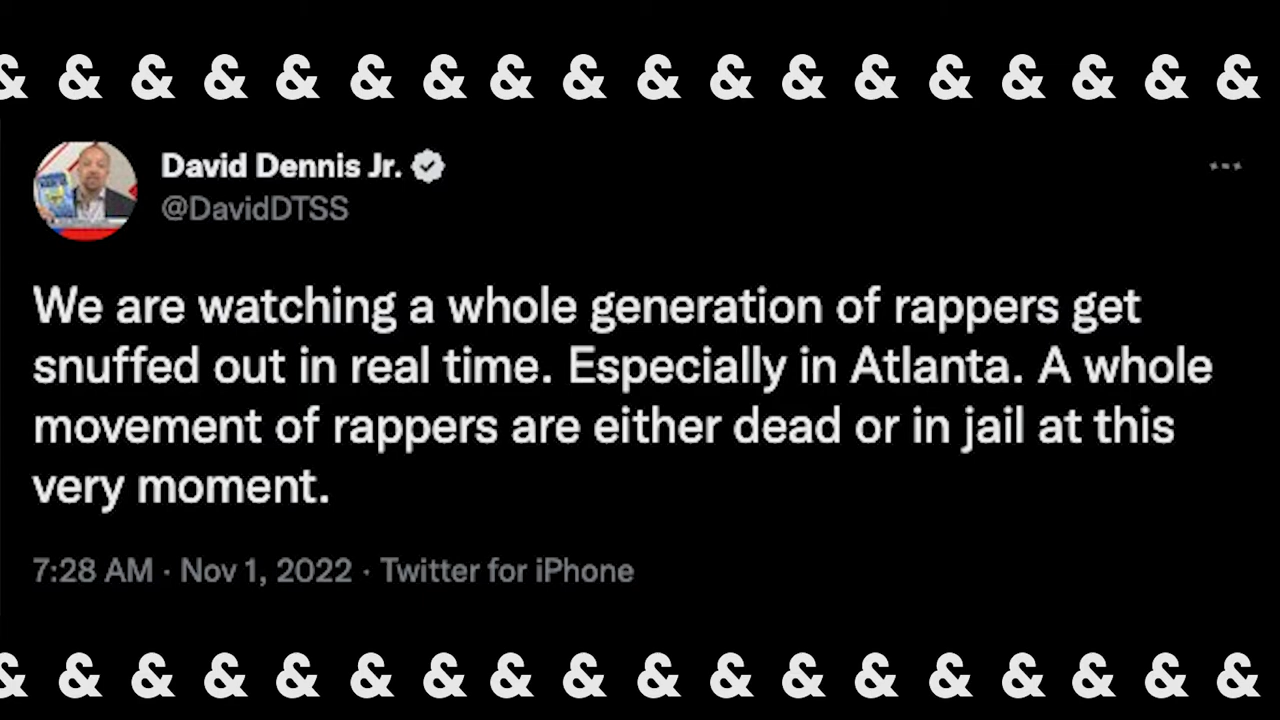 & & & & & & & & & & & & & & & & & &
David Dennis Jr.
@DavidDTSS
We are watching a whole generation of rappers get
snuffed out in real time. Especially in Atlanta. A whole
movement of rappers are either dead or in jail at this
very moment.
7:28 AM · Nov 1, 2022 · Twitter for iPhone
& & & & & & & & & & & & & & & & & &